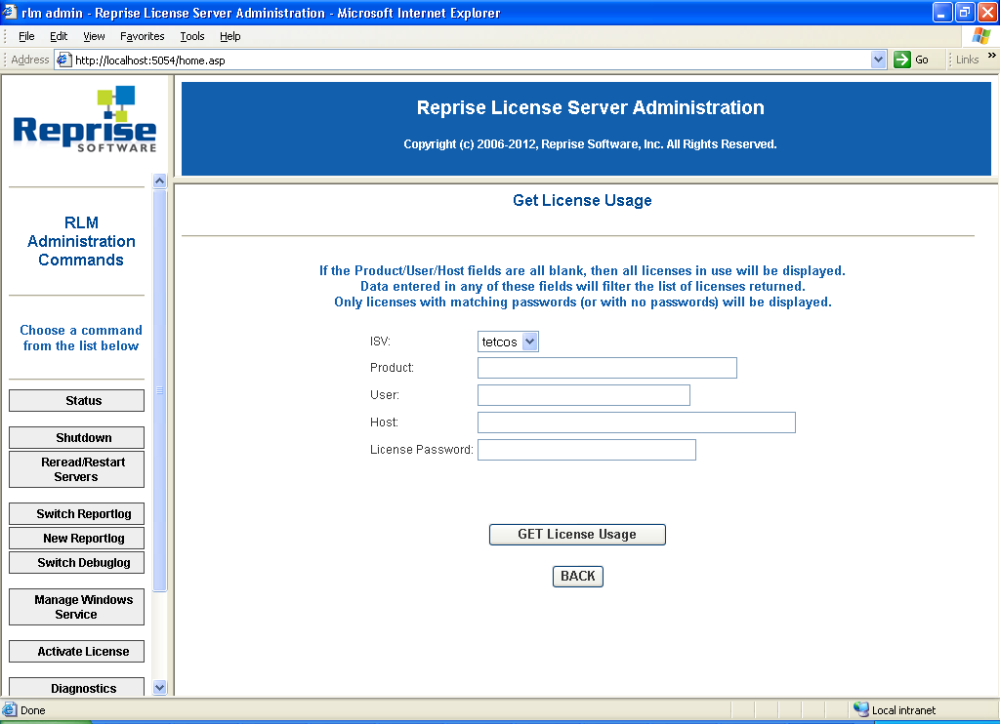 rlm admin - Reprise License Server Administration - Microsoft Internet Explorer
File Edit View Favorites Tools Help
Address http://localhost:5054/home.asp Go Links »
Reprise
SOFTWARE
Reprise License Server Administration
Copyright (c) 2006-2012, Reprise Software, Inc. All Rights Reserved.
RLM
Administration
Commands
Choose a command
from the list below
Status
Shutdown
Reread/Restart
Servers
Switch Reportlog
New Reportlog
Switch Debuglog
Manage Windows
Service
Activate License
Diagnostics
Get License Usage
If the Product/User/Host fields are all blank, then all licenses in use will be displayed.
Data entered in any of these fields will filter the list of licenses returned.
Only licenses with matching passwords (or with no passwords) will be displayed.
ISV: tetcos
Product:
User:
Host:
License Password:
GET License Usage
BACK
Done Local intranet